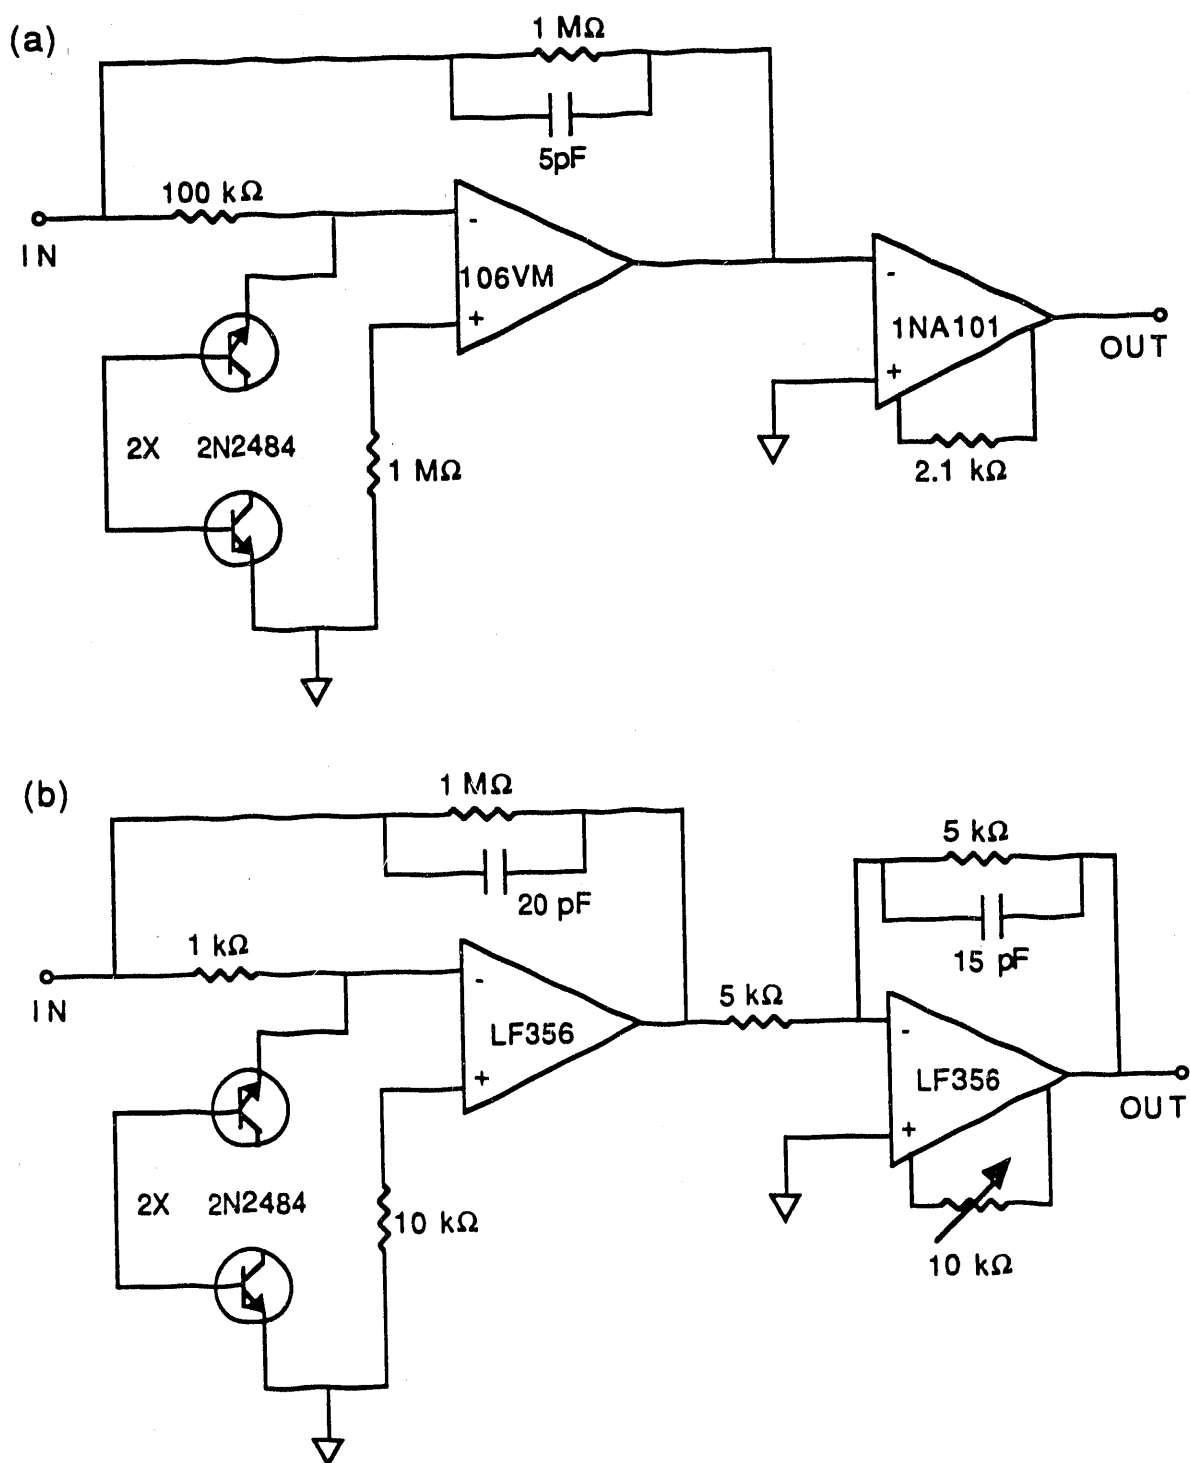 (a)
1 MΩ
5pF
100 kΩ
IN
-
106VM
+
-
1NA101
+
OUT
2X 2N2484
1 MΩ
2.1 kΩ
(b)
1 MΩ
20 pF
5 kΩ
15 pF
1 kΩ
IN
-
LF356
+
5 kΩ
-
LF356
+
OUT
2X 2N2484
10 kΩ
10 kΩ